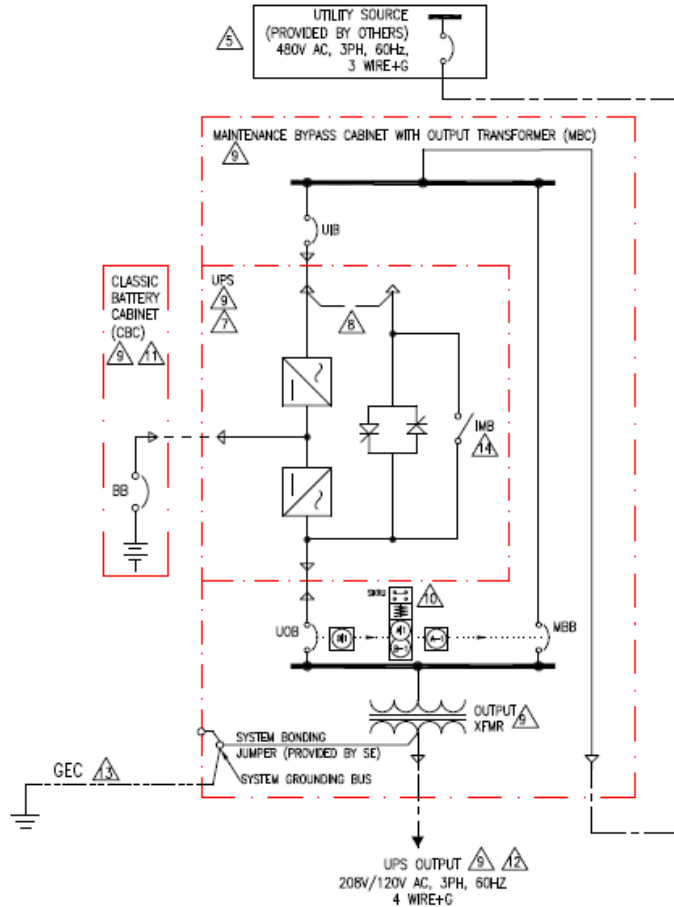 UTILITY SOURCE
(PROVIDED BY OTHERS)
480V AC, 3PH, 60Hz,
3 WIRE+G
5
MAINTENANCE BYPASS CABINET WITH OUTPUT TRANSFORMER (MBC)
9
UIB
CLASSIC
BATTERY
CABINET
(CBC)
9 11
UPS
9
7
8
IMB
14
BB
SKRU
10
UOB
MBB
OUTPUT
XFMR
9
SYSTEM BONDING
JUMPER (PROVIDED BY SE)
SYSTEM GROUNDING BUS
GEC 13
UPS OUTPUT 9 12
208V/120V AC, 3PH, 60HZ
4 WIRE+G